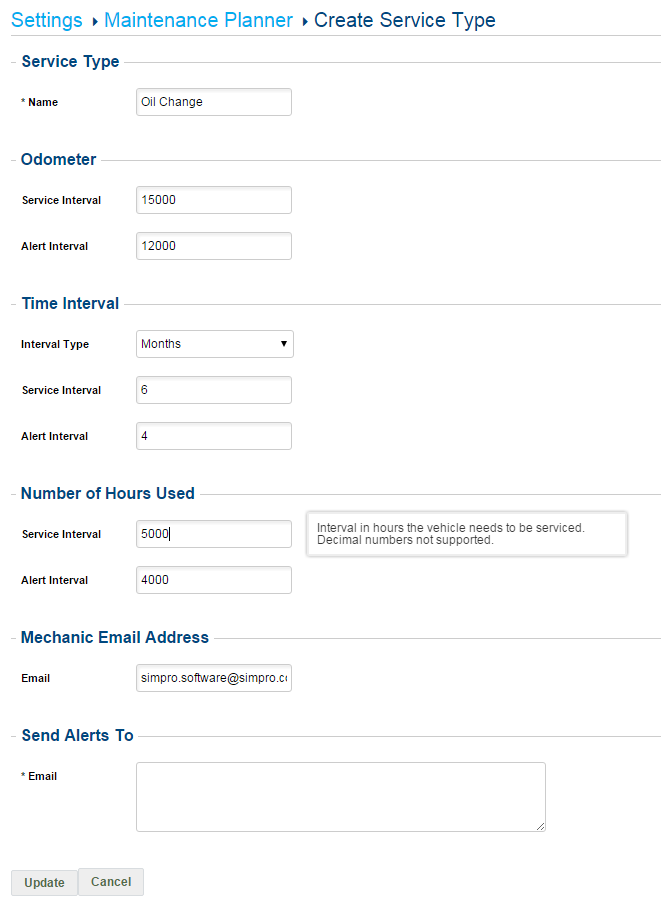 Settings ▸ Maintenance Planner ▸ Create Service Type
Service Type
* Name
Oil Change
Odometer
Service Interval
15000
Alert Interval
12000
Time Interval
Interval Type
Months
Service Interval
6
Alert Interval
4
Number of Hours Used
Service Interval
5000
Interval in hours the vehicle needs to be serviced.
Decimal numbers not supported.
Alert Interval
4000
Mechanic Email Address
Email
simpro.software@simpro.co
Send Alerts To
* Email
Update
Cancel